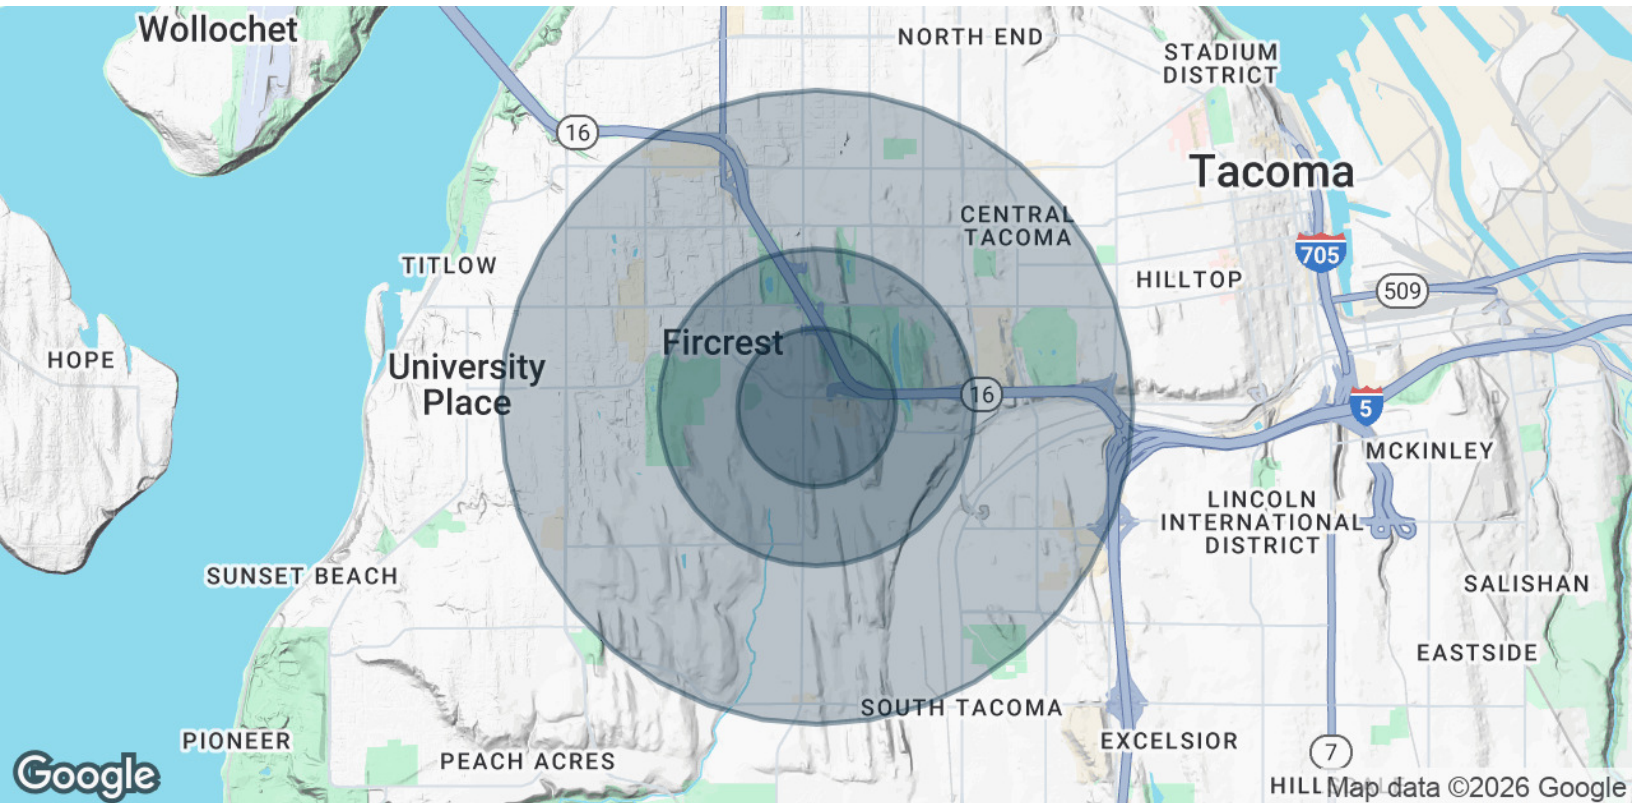 Wollochet
NORTH END
STADIUM
DISTRICT
16
Tacoma
CENTRAL
TACOMA
TITLOW
HILLTOP
705
509
Fircrest
HOPE
University
Place
16
5
MCKINLEY
LINCOLN
INTERNATIONAL
DISTRICT
SUNSET BEACH
SALISHAN
EASTSIDE
SOUTH TACOMA
PIONEER
PEACH ACRES
EXCELSIOR
7
Google
HILL
Map data ©2026 Google